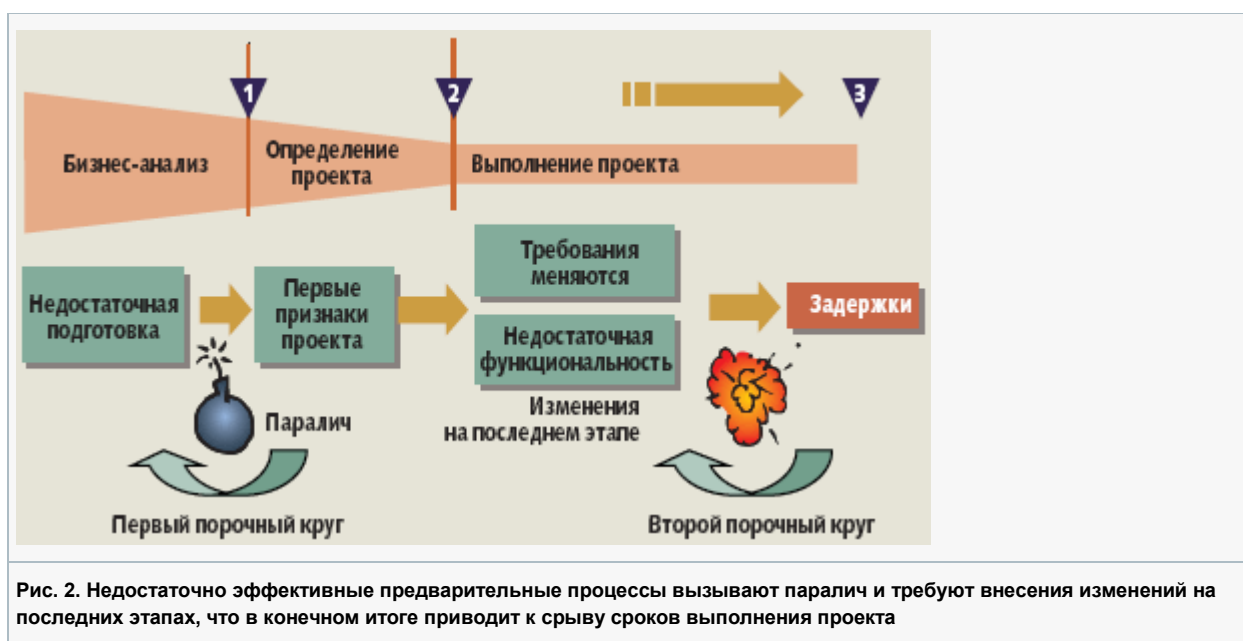 1
2
3
Бизнес-анализ
Определение
проекта
Выполнение проекта
Недостаточная
подготовка
Первые
признаки
проекта
Требования
меняются
Недостаточная
функциональность
Задержки
Паралич
Изменения
на последнем этапе
Первый порочный круг
Второй порочный круг
Рис. 2. Недостаточно эффективные предварительные процессы вызывают паралич и требуют внесения изменений на
последних этапах, что в конечном итоге приводит к срыву сроков выполнения проекта